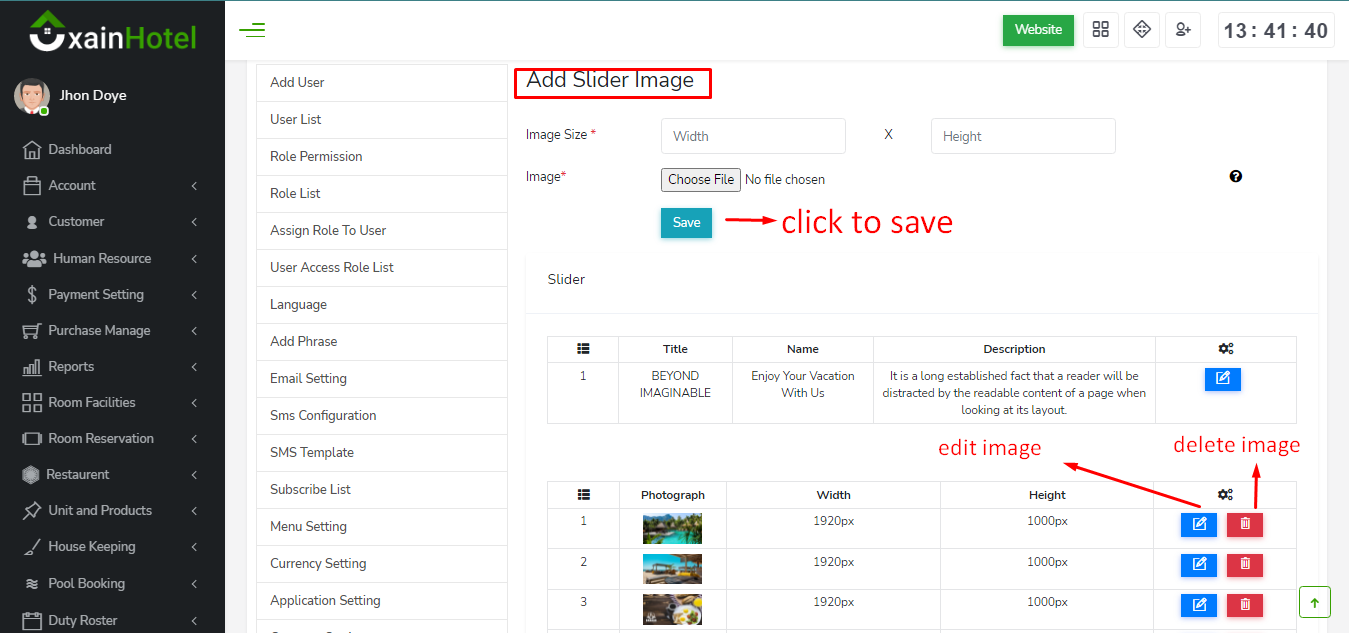 xainHotel
Website
13:41:40
Jhon Doye
Dashboard
Account
Customer
Human Resource
Payment Setting
Purchase Manage
Reports
Room Facilities
Room Reservation
Restaurent
Unit and Products
House Keeping
Pool Booking
Duty Roster
Add User
User List
Role Permission
Role List
Assign Role To User
User Access Role List
Language
Add Phrase
Email Setting
Sms Configuration
SMS Template
Subscribe List
Menu Setting
Currency Setting
Application Setting
Add Slider Image
Image Size * Width X Height
Image* Choose File No file chosen
Save click to save
Slider
Title Name Description
1 BEYOND IMAGINABLE Enjoy Your Vacation With Us It is a long established fact that a reader will be distracted by the readable content of a page when looking at its layout.
edit image delete image
Photograph Width Height
1 1920px 1000px
2 1920px 1000px
3 1920px 1000px